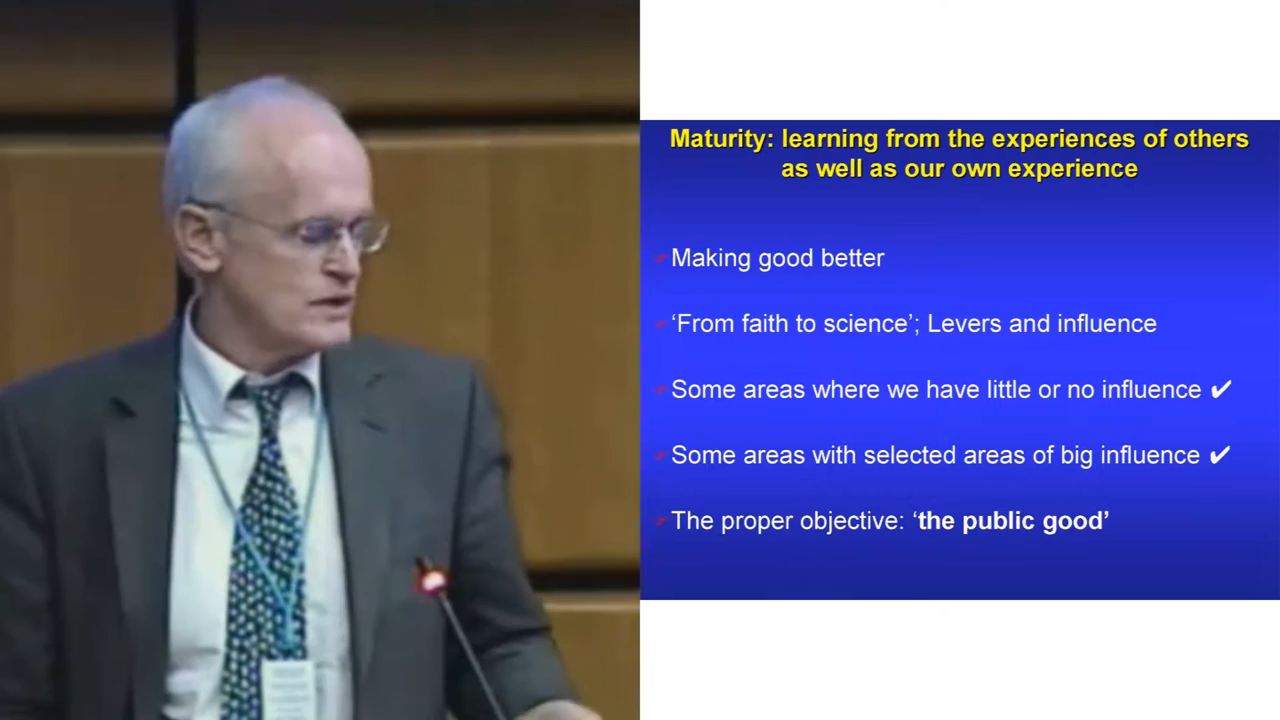 Maturity: learning from the experiences of others
as well as our own experience
Making good better
‘From faith to science’; Levers and influence
Some areas where we have little or no influence ✔
Some areas with selected areas of big influence ✔
The proper objective: ‘the public good’